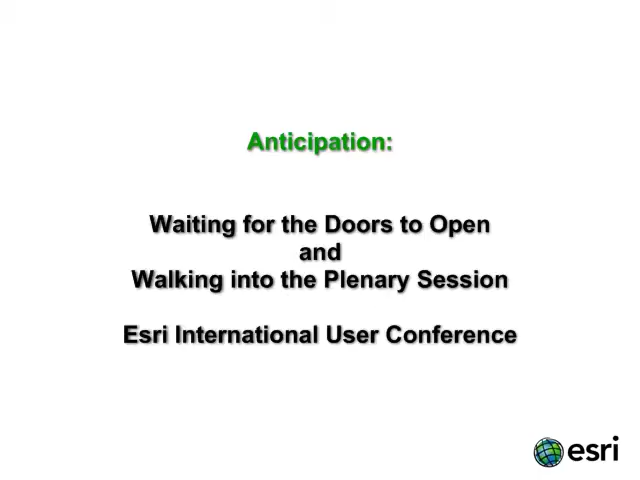 Anticipation:
Waiting for the Doors to Open
and
Walking into the Plenary Session
Esri International User Conference
esri